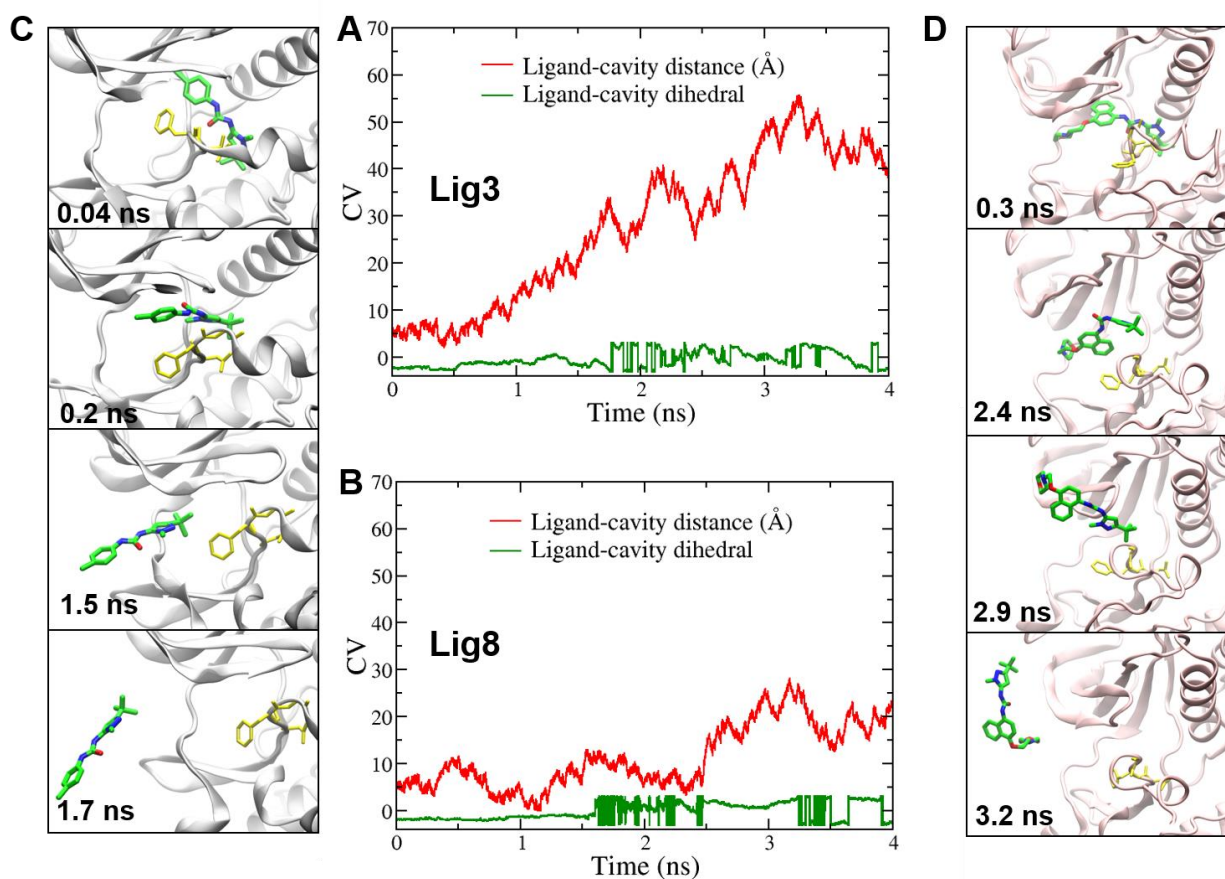 C
0.04 ns
0.2 ns
1.5 ns
1.7 ns
A
70
60
50
40
30
20
10
0
CV
Ligand-cavity distance (Å)
Ligand-cavity dihedral
Lig3
0 1 2 3 4
Time (ns)
B
70
60
50
40
30
20
10
0
CV
Ligand-cavity distance (Å)
Ligand-cavity dihedral
Lig8
0 1 2 3 4
Time (ns)
D
0.3 ns
2.4 ns
2.9 ns
3.2 ns